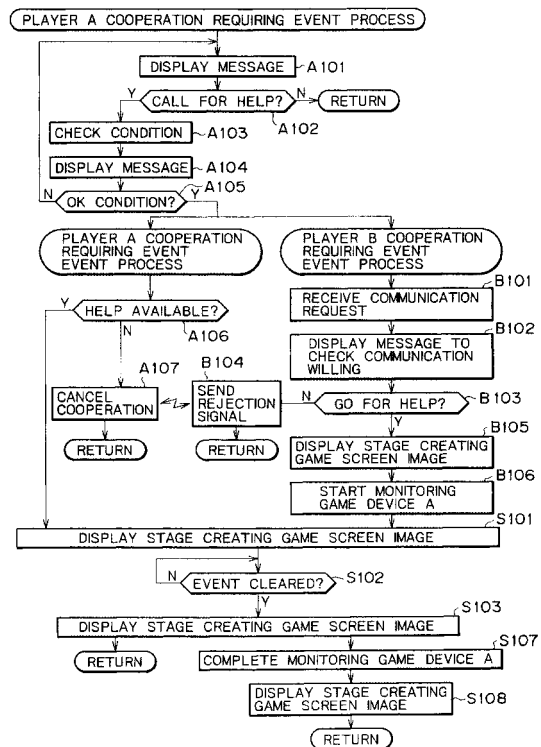 PLAYER A COOPERATION REQUIRING EVENT PROCESS
DISPLAY MESSAGE
A101
Y
CALL FOR HELP?
N
RETURN
A102
CHECK CONDITION
A103
DISPLAY MESSAGE
A104
A105
N
OK CONDITION?
Y
PLAYER A COOPERATION
REQUIRING EVENT
EVENT PROCESS
PLAYER B COOPERATION
REQUIRING EVENT
EVENT PROCESS
B101
RECEIVE COMMUNICATION
REQUEST
Y
HELP AVAILABLE?
A106
N
B102
DISPLAY MESSAGE TO
CHECK COMMUNICATION
WILLING
A107
CANCEL
COOPERATION
B104
SEND
REJECTION
SIGNAL
N
GO FOR HELP?
B103
Y
RETURN
RETURN
B105
DISPLAY STAGE CREATING
GAME SCREEN IMAGE
B106
START MONITORING
GAME DEVICE A
S101
DISPLAY STAGE CREATING GAME SCREEN IMAGE
N
EVENT CLEARED?
S102
Y
S103
DISPLAY STAGE CREATING GAME SCREEN IMAGE
RETURN
S107
COMPLETE MONITORING GAME DEVICE A
DISPLAY STAGE CREATING
GAME SCREEN IMAGE
S108
RETURN